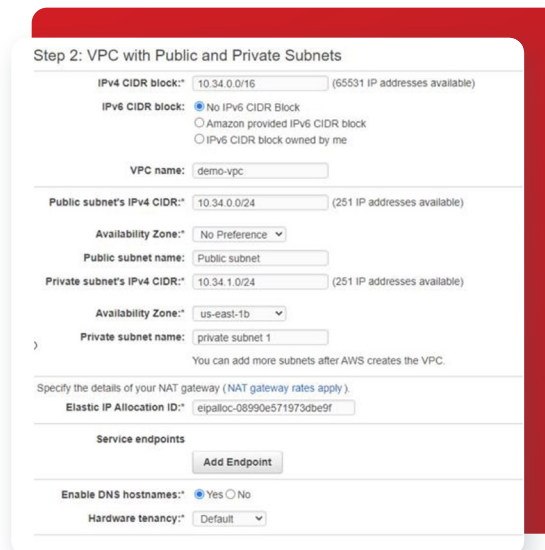 Step 2: VPC with Public and Private Subnets
IPv4 CIDR block:* 10.34.0.0/16 (65531 IP addresses available)
IPv6 CIDR block: No IPv6 CIDR Block
Amazon provided IPv6 CIDR block
IPv6 CIDR block owned by me
VPC name: demo-vpc
Public subnet's IPv4 CIDR:* 10.34.0.0/24 (251 IP addresses available)
Availability Zone:* No Preference
Public subnet name: Public subnet
Private subnet's IPv4 CIDR:* 10.34.1.0/24 (251 IP addresses available)
Availability Zone:* us-east-1b
Private subnet name: private subnet 1
You can add more subnets after AWS creates the VPC.
Specify the details of your NAT gateway (NAT gateway rates apply).
Elastic IP Allocation ID:* eipalloc-08990e571973dbe9f
Service endpoints
Add Endpoint
Enable DNS hostnames:* Yes No
Hardware tenancy:* Default